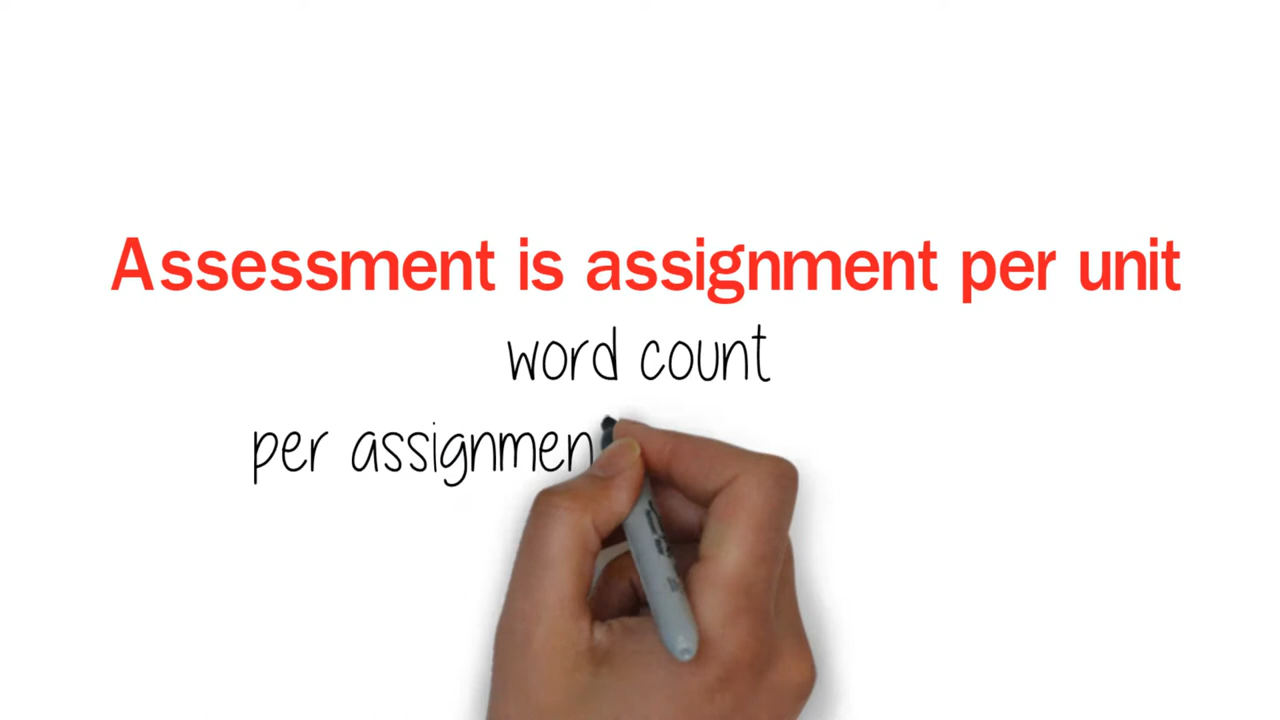 Assessment is assignment per unit
word count
per assignmen